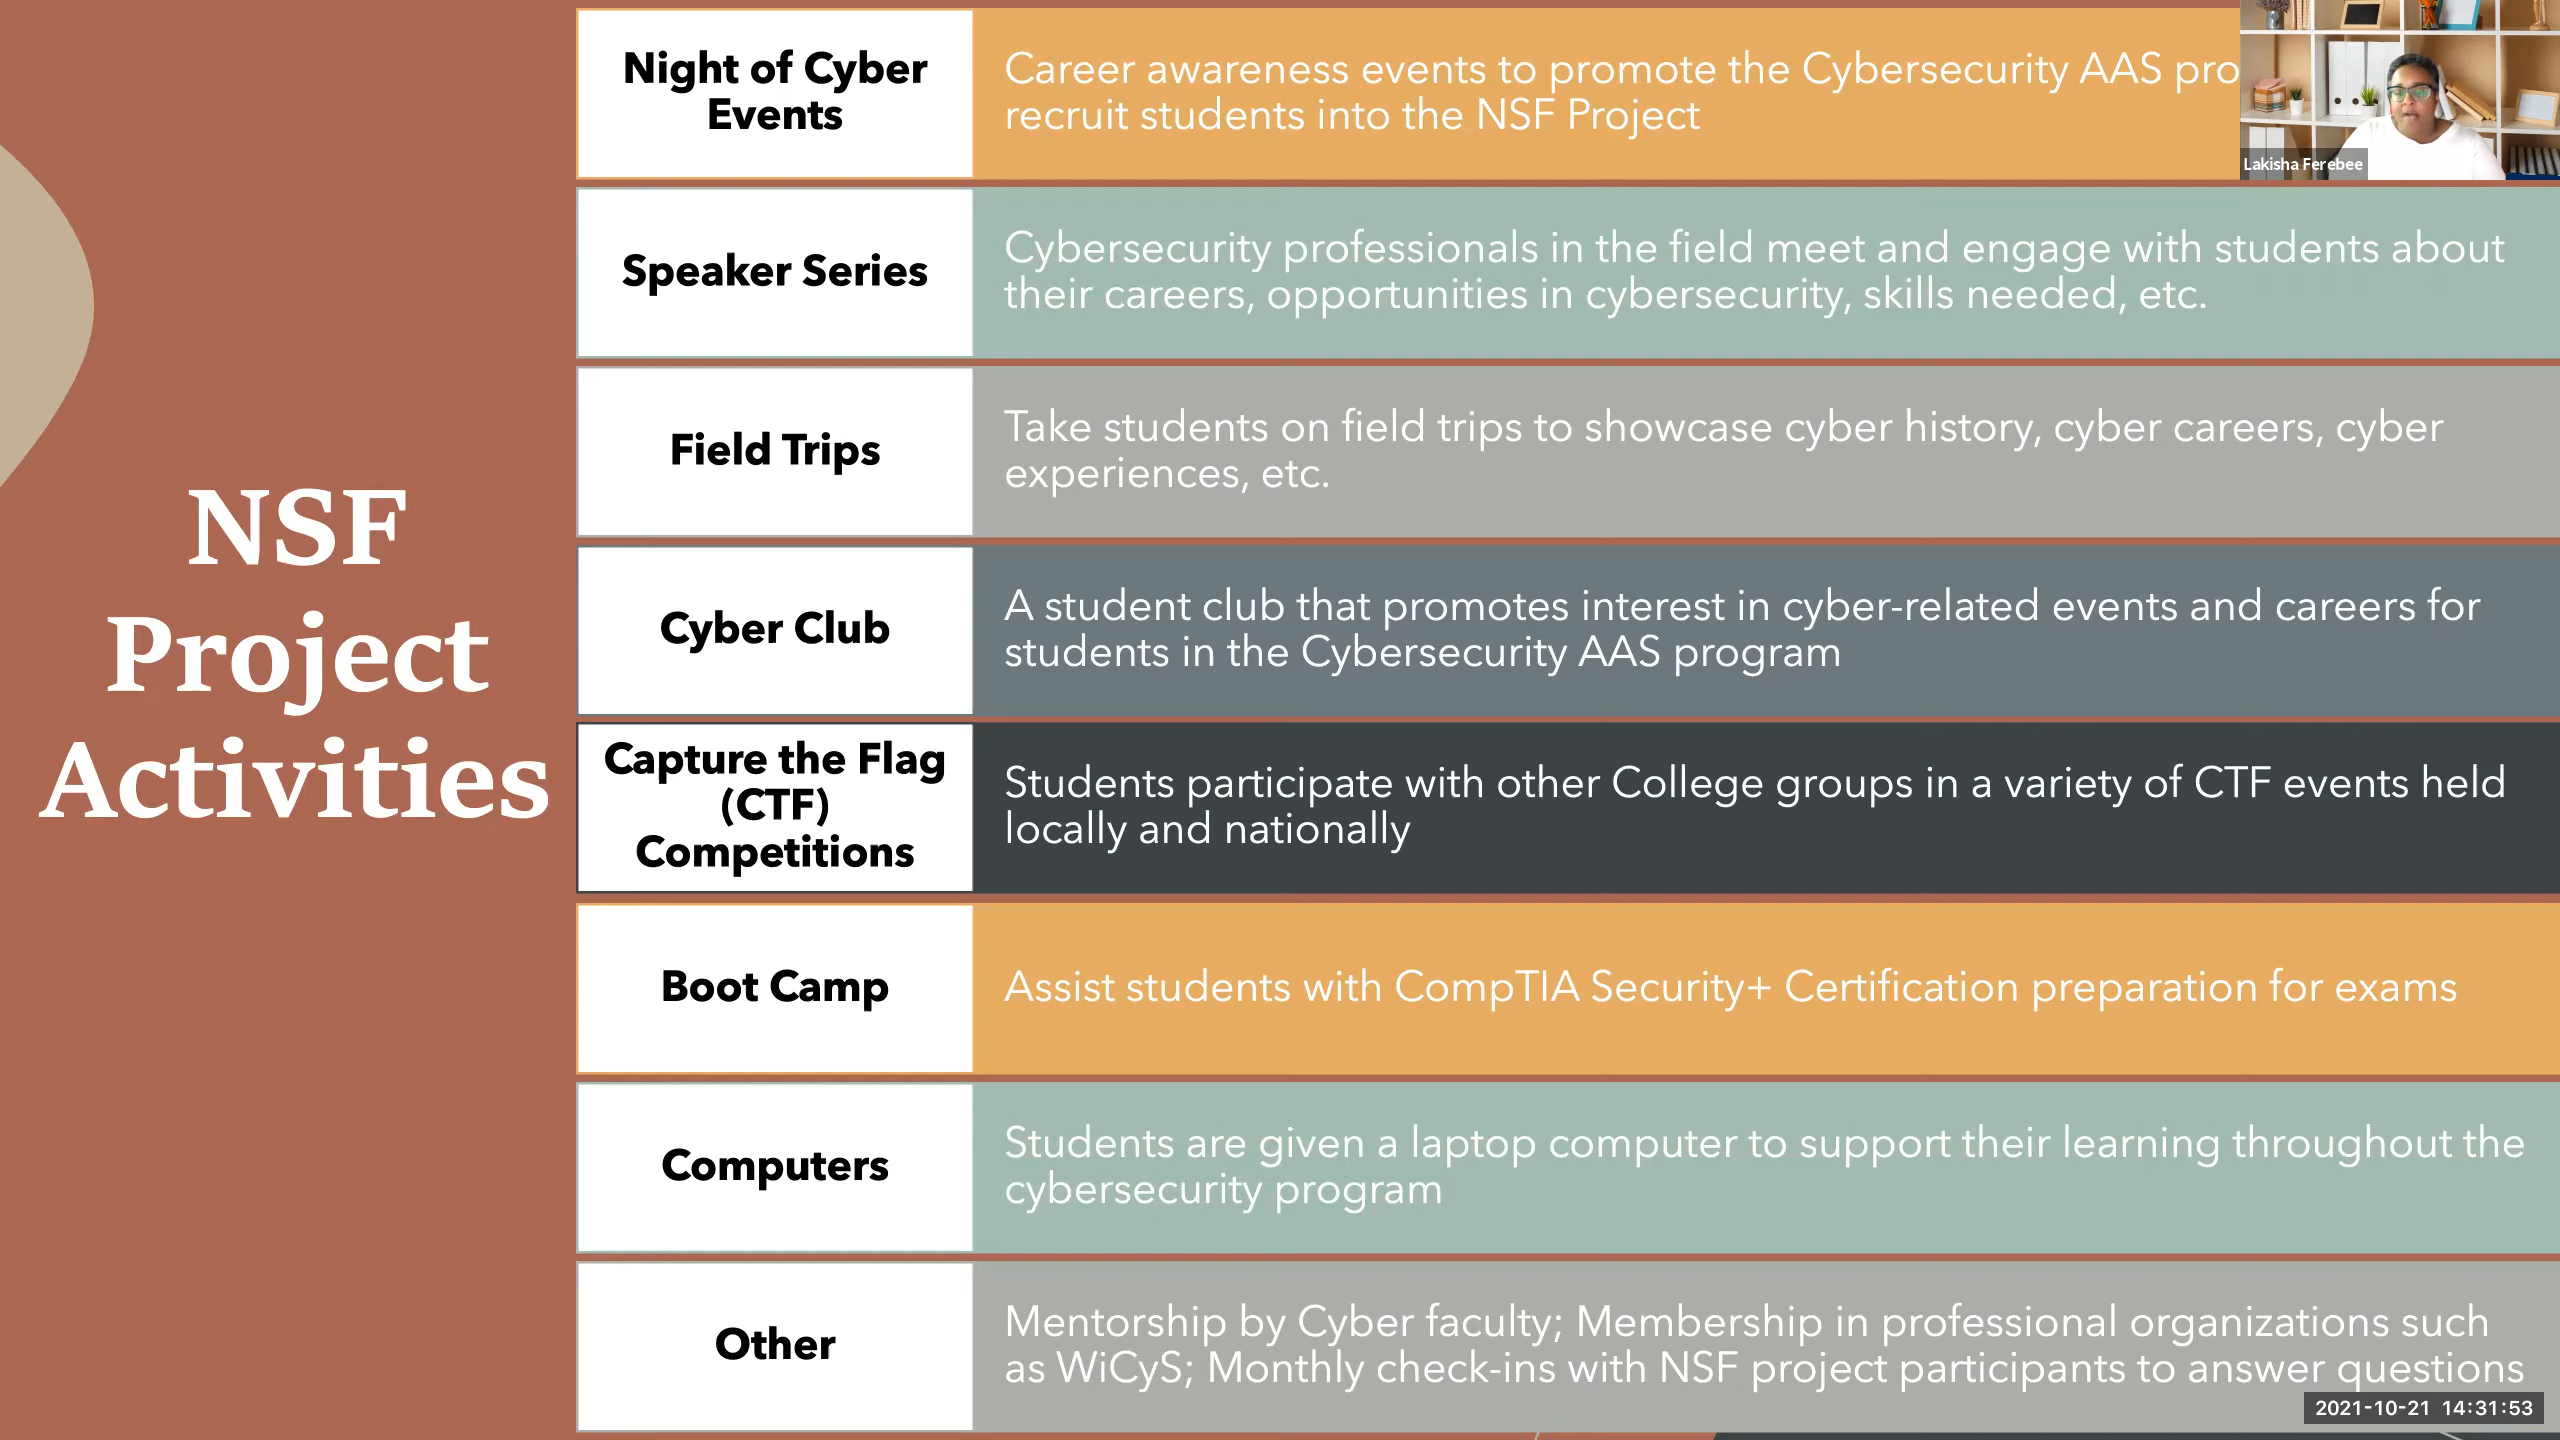 NSF
Project
Activities
Night of Cyber
Events
Career awareness events to promote the Cybersecurity AAS
recruit students into the NSF Project
Lakisha Ferebee
Speaker Series
Cybersecurity professionals in the field meet and engage with students about
their careers, opportunities in cybersecurity, skills needed, etc.
Field Trips
Take students on field trips to showcase cyber history, cyber careers, cyber
experiences, etc.
Cyber Club
A student club that promotes interest in cyber-related events and careers for
students in the Cybersecurity AAS program
Capture the Flag
(CTF)
Competitions
Students participate with other College groups in a variety of CTF events held
locally and nationally
Boot Camp
Assist students with CompTIA Security+ Certification preparation for exams
Computers
Students are given a laptop computer to support their learning throughout the
cybersecurity program
Other
Mentorship by Cyber faculty; Membership in professional organizations such
as WiCyS; Monthly check-ins with NSF project participants to answer questions
2021-10-21 14:31:53